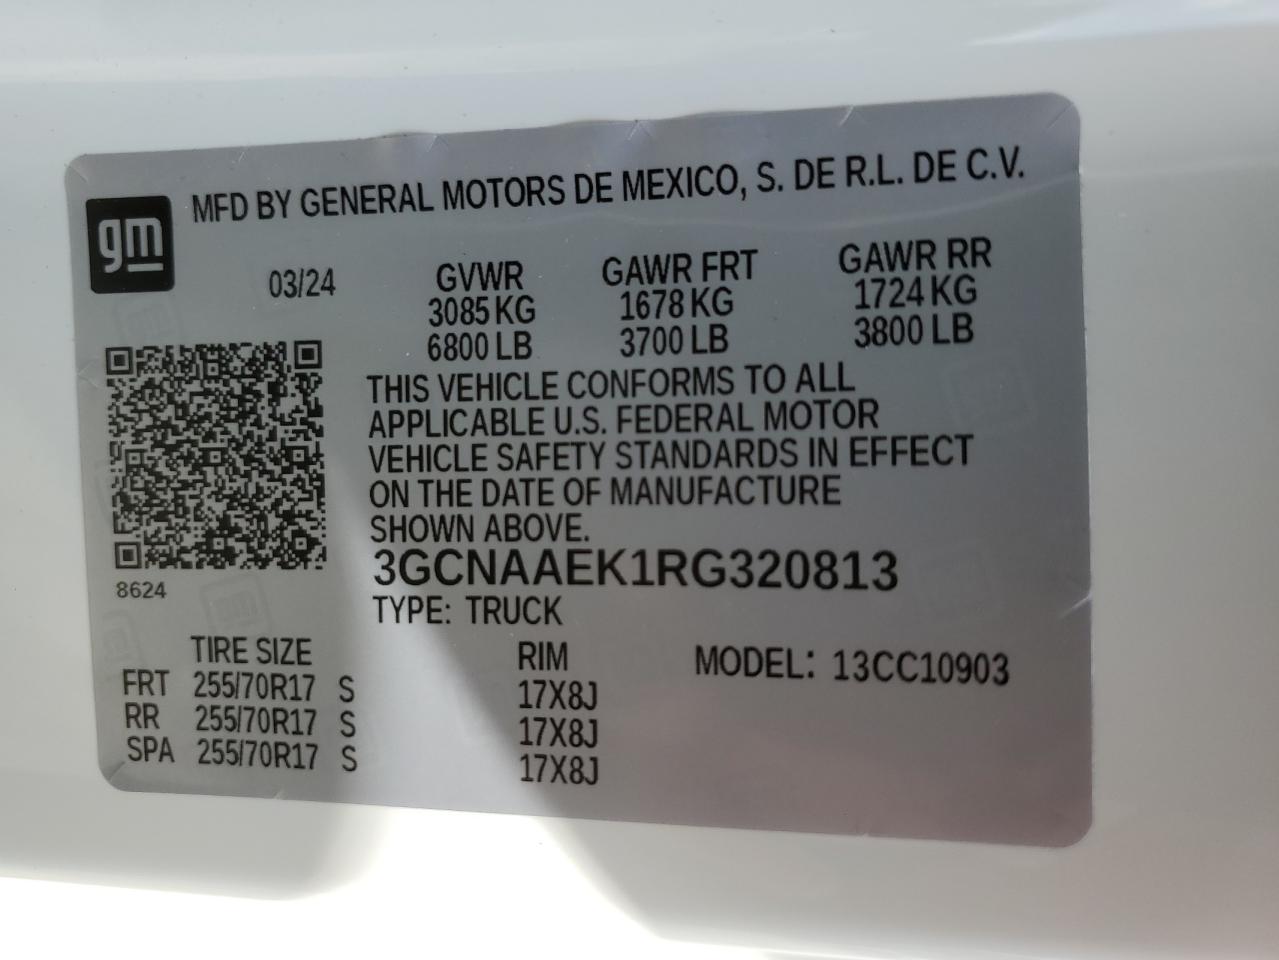 gm
MFD BY GENERAL MOTORS DE MEXICO, S. DE R.L. DE C.V.
03/24 GVWR GAWR FRT GAWR RR
3085 KG 1678 KG 1724 KG
6800 LB 3700 LB 3800 LB
THIS VEHICLE CONFORMS TO ALL
APPLICABLE U.S. FEDERAL MOTOR
VEHICLE SAFETY STANDARDS IN EFFECT
ON THE DATE OF MANUFACTURE
SHOWN ABOVE.
3GCNAAEK1RG320813
8624
TYPE: TRUCK
TIRE SIZE RIM MODEL: 13CC10903
FRT 255/70R17 S 17X8J
RR 255/70R17 S 17X8J
SPA 255/70R17 S 17X8J